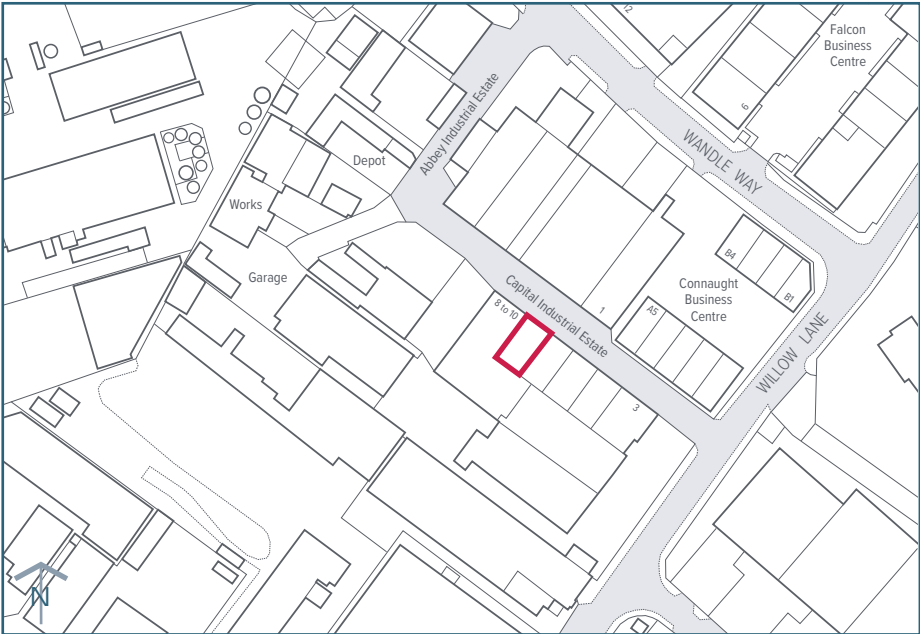 12
Falcon
Business
Centre
6
Abbey Industrial Estate
WANDLE WAY
Depot
Works
Garage
Capital Industrial Estate
8 to 10
1
B4
B1
Connaught
Business
Centre
A5
WILLOW LANE
3
N